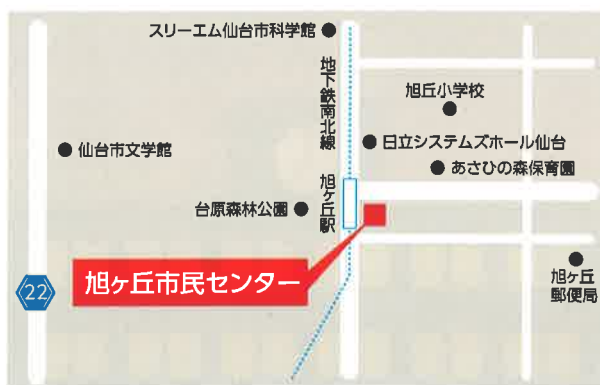 スリーエム仙台市科学館
地下鉄南北線
旭丘小学校
日立システムズホール仙台
仙台市文学館
あさひの森保育園
旭ヶ丘駅
台原森林公園
旭ヶ丘市民センター
旭ヶ丘
郵便局
22